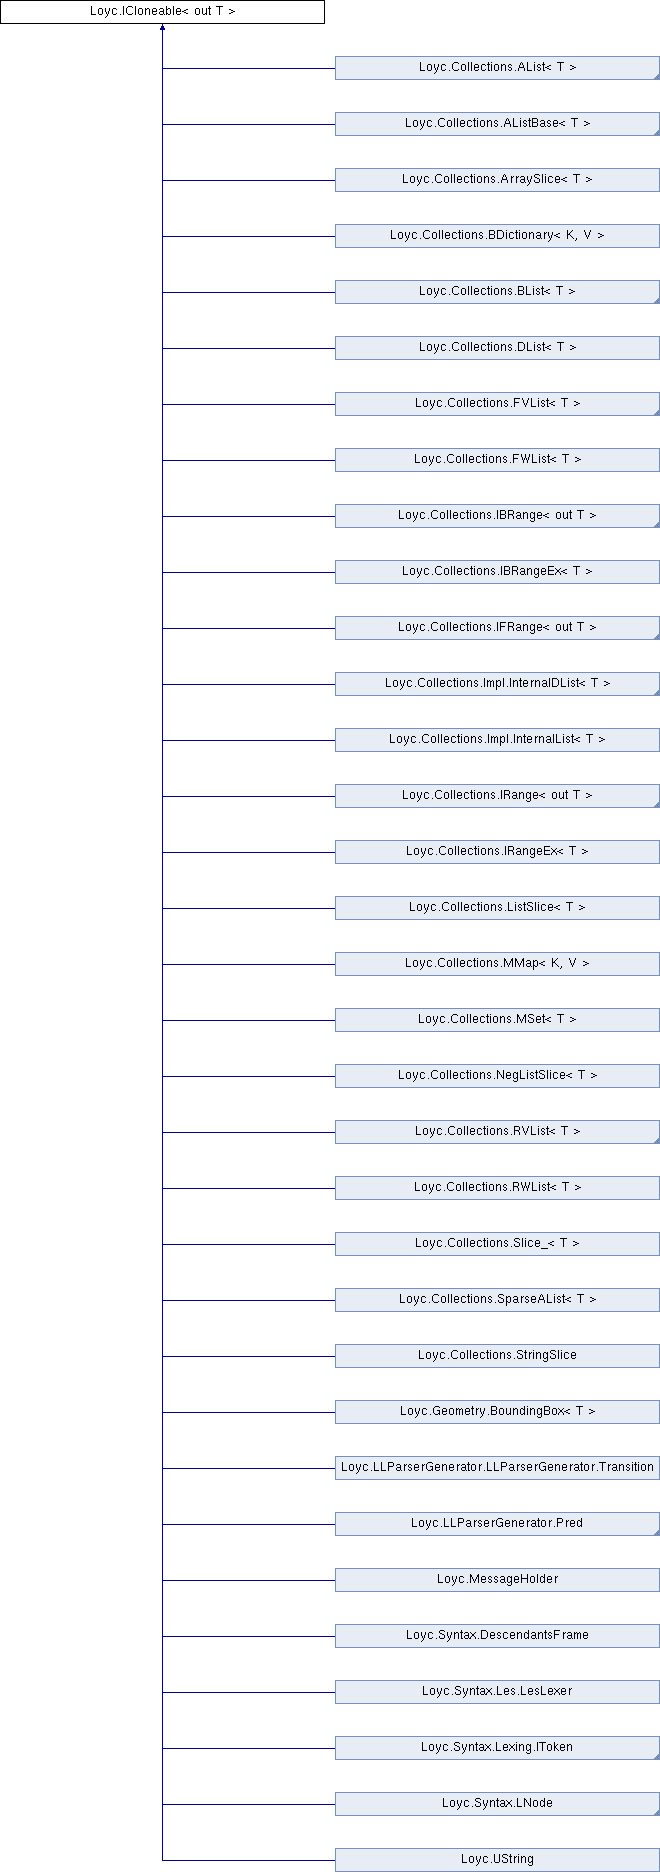 Loyc.ICloneable< out T >
Loyc.Collections.AList< T >
Loyc.Collections.AListBase< T >
Loyc.Collections.ArraySlice< T >
Loyc.Collections.BDictionary< K, V >
Loyc.Collections.BList< T >
Loyc.Collections.DList< T >
Loyc.Collections.FVList< T >
Loyc.Collections.FWList< T >
Loyc.Collections.IBRange< out T >
Loyc.Collections.IBRangeEx< T >
Loyc.Collections.IFRange< out T >
Loyc.Collections.Impl.InternalDList< T >
Loyc.Collections.Impl.InternalList< T >
Loyc.Collections.IRange< out T >
Loyc.Collections.IRangeEx< T >
Loyc.Collections.ListSlice< T >
Loyc.Collections.MMap< K, V >
Loyc.Collections.MSet< T >
Loyc.Collections.NegListSlice< T >
Loyc.Collections.RVList< T >
Loyc.Collections.RWList< T >
Loyc.Collections.Slice_< T >
Loyc.Collections.SparseAList< T >
Loyc.Collections.StringSlice
Loyc.Geometry.BoundingBox< T >
Loyc.LLParserGenerator.LLParserGenerator.Transition
Loyc.LLParserGenerator.Pred
Loyc.MessageHolder
Loyc.Syntax.DescendantsFrame
Loyc.Syntax.Les.LesLexer
Loyc.Syntax.Lexing.IToken
Loyc.Syntax.LNode
Loyc.UString